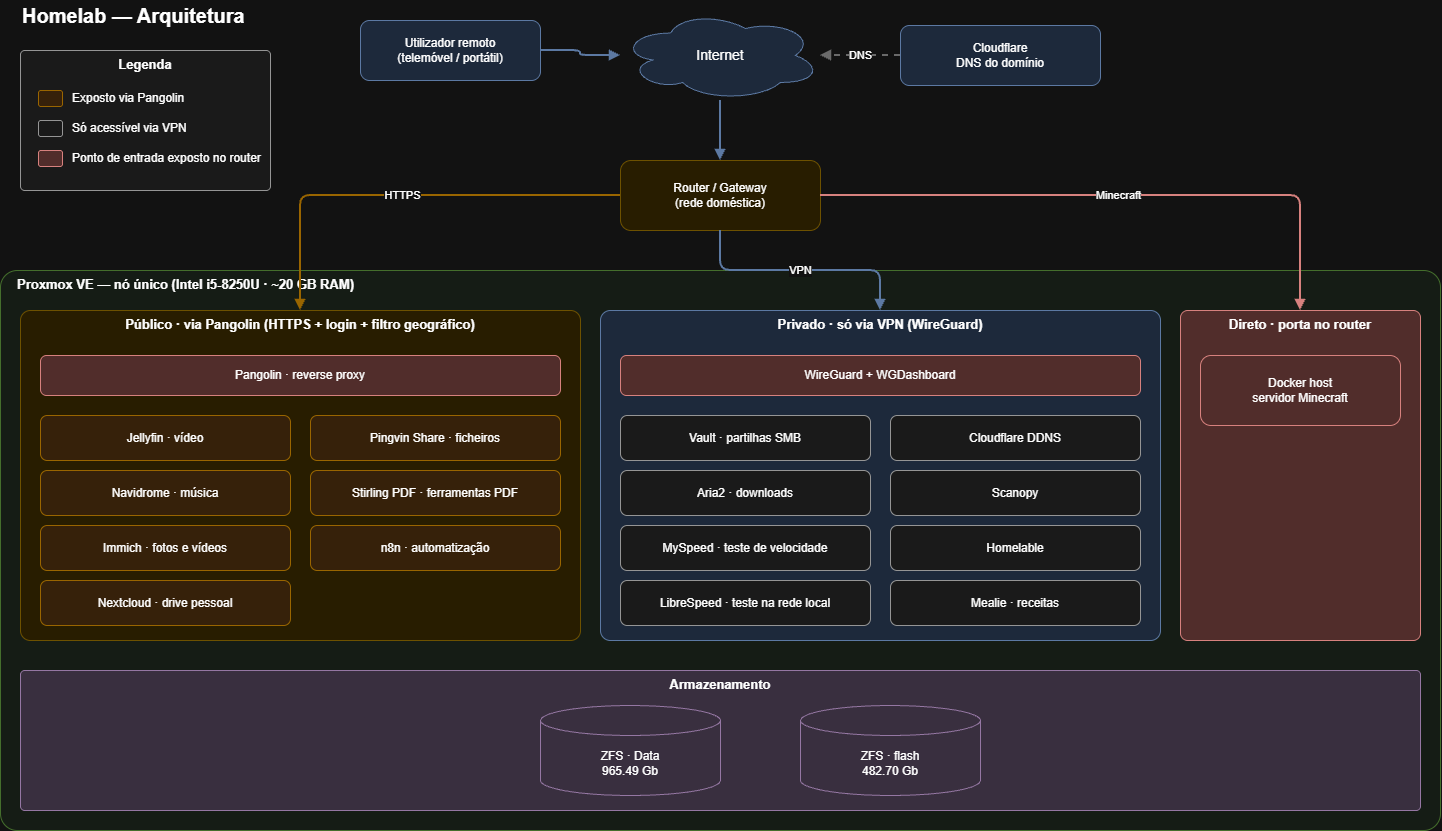 Homelab — Arquitetura
Legenda
Exposto via Pangolin
Só acessível via VPN
Ponto de entrada exposto no router
Utilizador remoto
(telemóvel / portátil)
Internet
DNS
Cloudflare
DNS do domínio
Router / Gateway
(rede doméstica)
HTTPS
Minecraft
VPN
Proxmox VE — nó único (Intel i5-8250U · ~20 GB RAM)
Público · via Pangolin (HTTPS + login + filtro geográfico)
Pangolin · reverse proxy
Jellyfin · vídeo
Pingvin Share · ficheiros
Navidrome · música
Stirling PDF · ferramentas PDF
Immich · fotos e vídeos
n8n · automatização
Nextcloud · drive pessoal
Privado · só via VPN (WireGuard)
WireGuard + WGDashboard
Vault · partilhas SMB
Cloudflare DDNS
Aria2 · downloads
Scanopy
MySpeed · teste de velocidade
Homelable
LibreSpeed · teste na rede local
Mealie · receitas
Direto · porta no router
Docker host
servidor Minecraft
Armazenamento
ZFS · Data
965.49 Gb
ZFS · flash
482.70 Gb